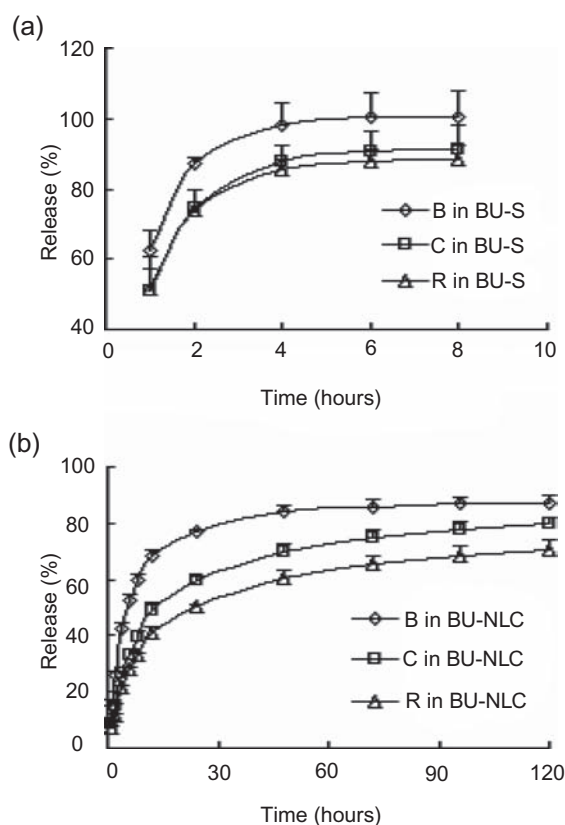 (a)
120
100
80
60
40
Release (%)
B in BU-S
C in BU-S
R in BU-S
0 2 4 6 8 10
Time (hours)
(b)
100
80
60
40
20
0
Release (%)
B in BU-NLC
C in BU-NLC
R in BU-NLC
0 30 60 90 120
Time (hours)